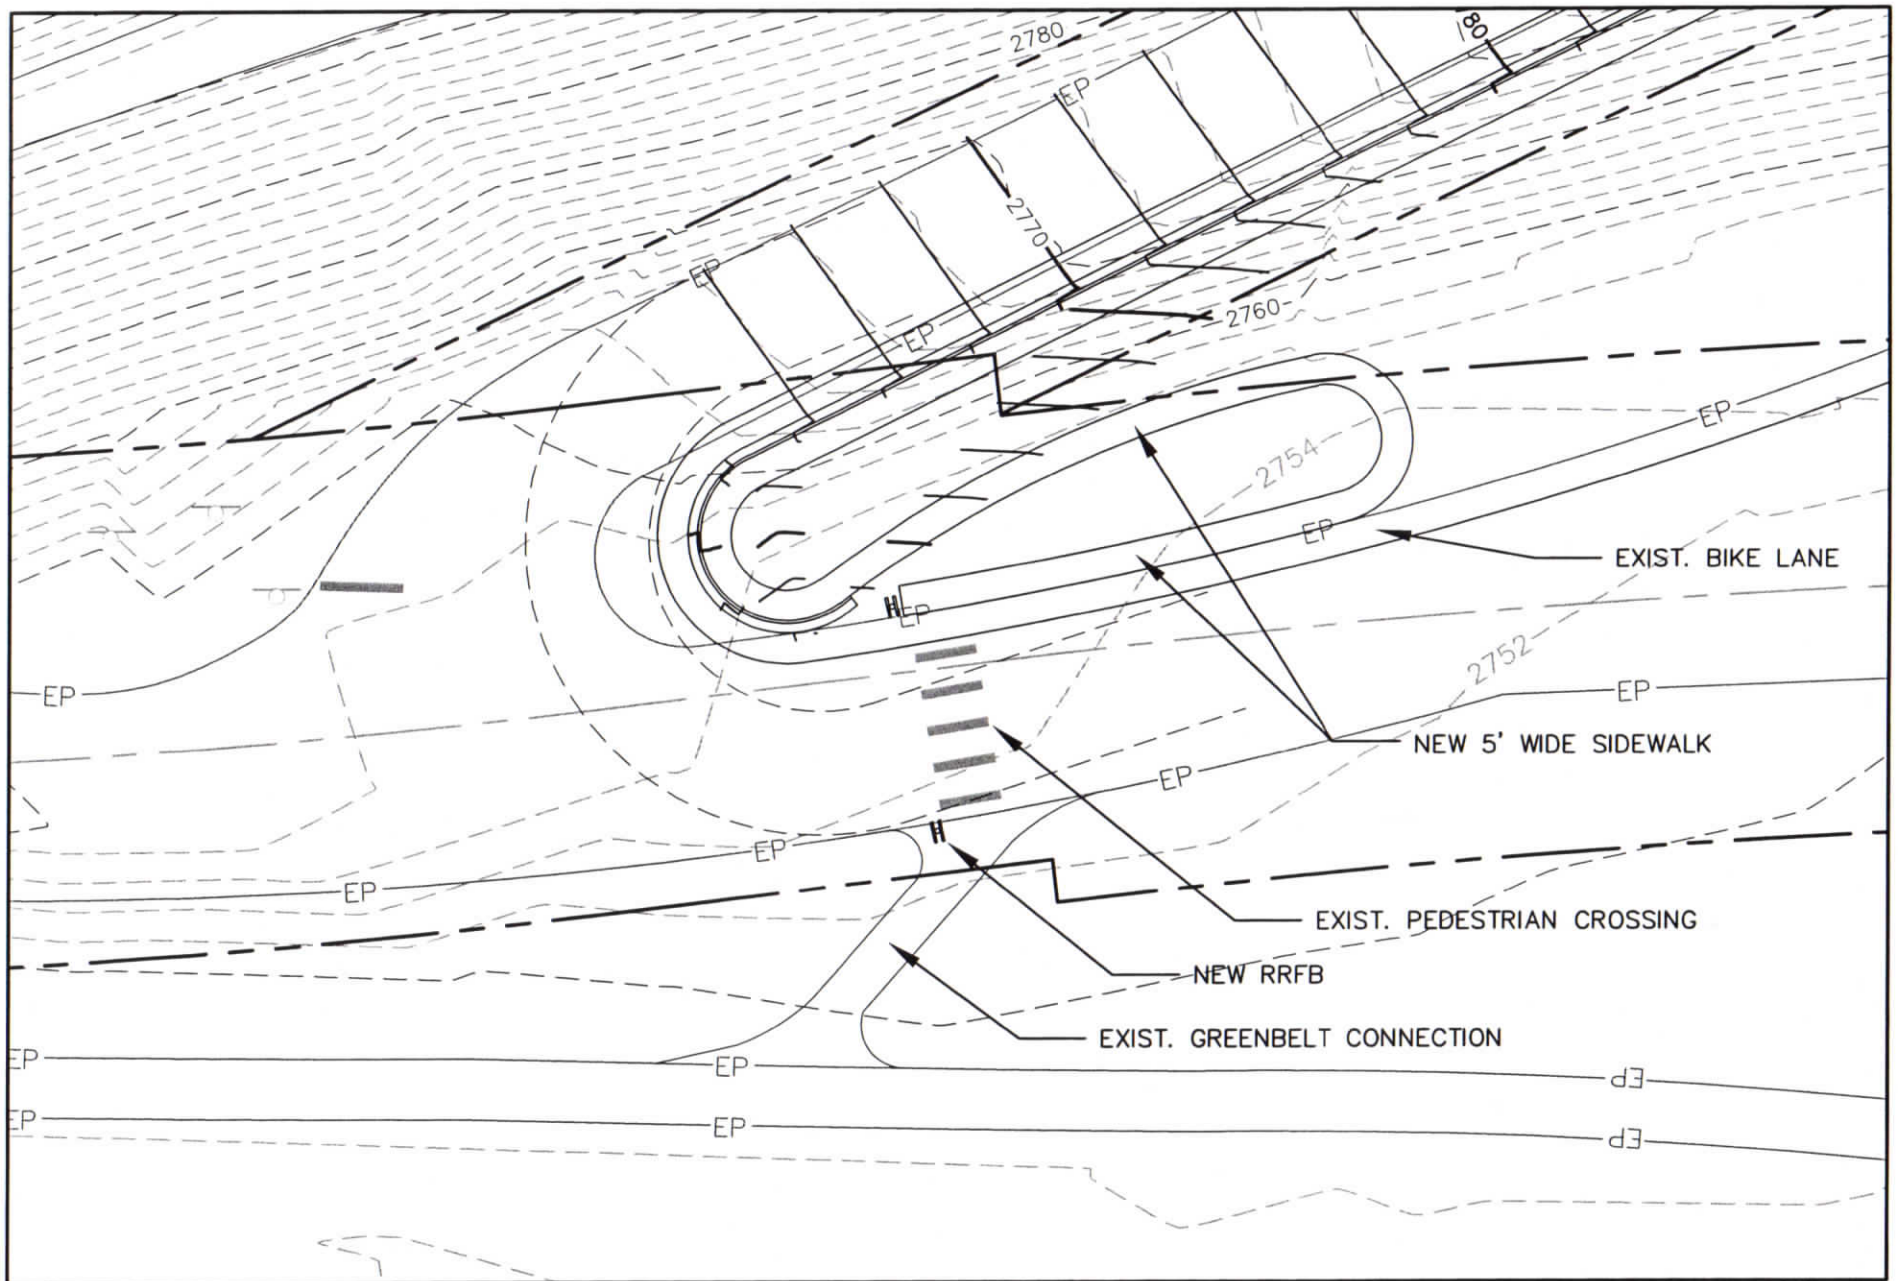 2780
80
EP
2770
EP
2760
EP
EP
2754
EP
EXIST. BIKE LANE
EP
2752
EP
EP
NEW 5' WIDE SIDEWALK
EP
EP
EP
EXIST. PEDESTRIAN CROSSING
NEW RRFB
EXIST. GREENBELT CONNECTION
EP
EP
EP
EP
EP
EP